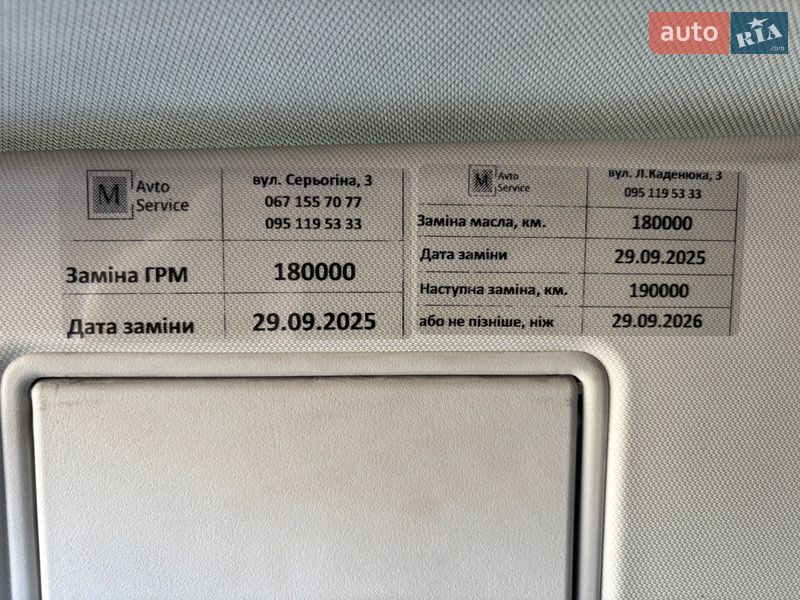 auto RIA .com
M Avto Service
вул. Серьогіна, 3
067 155 70 77
095 119 53 33
Заміна ГРМ 180000
Дата заміни 29.09.2025
M Avto Service
вул. Л.Каденюка, 3
095 119 53 33
Заміна масла, км. 180000
Дата заміни 29.09.2025
Наступна заміна, км. 190000
або не пізніше, ніж 29.09.2026